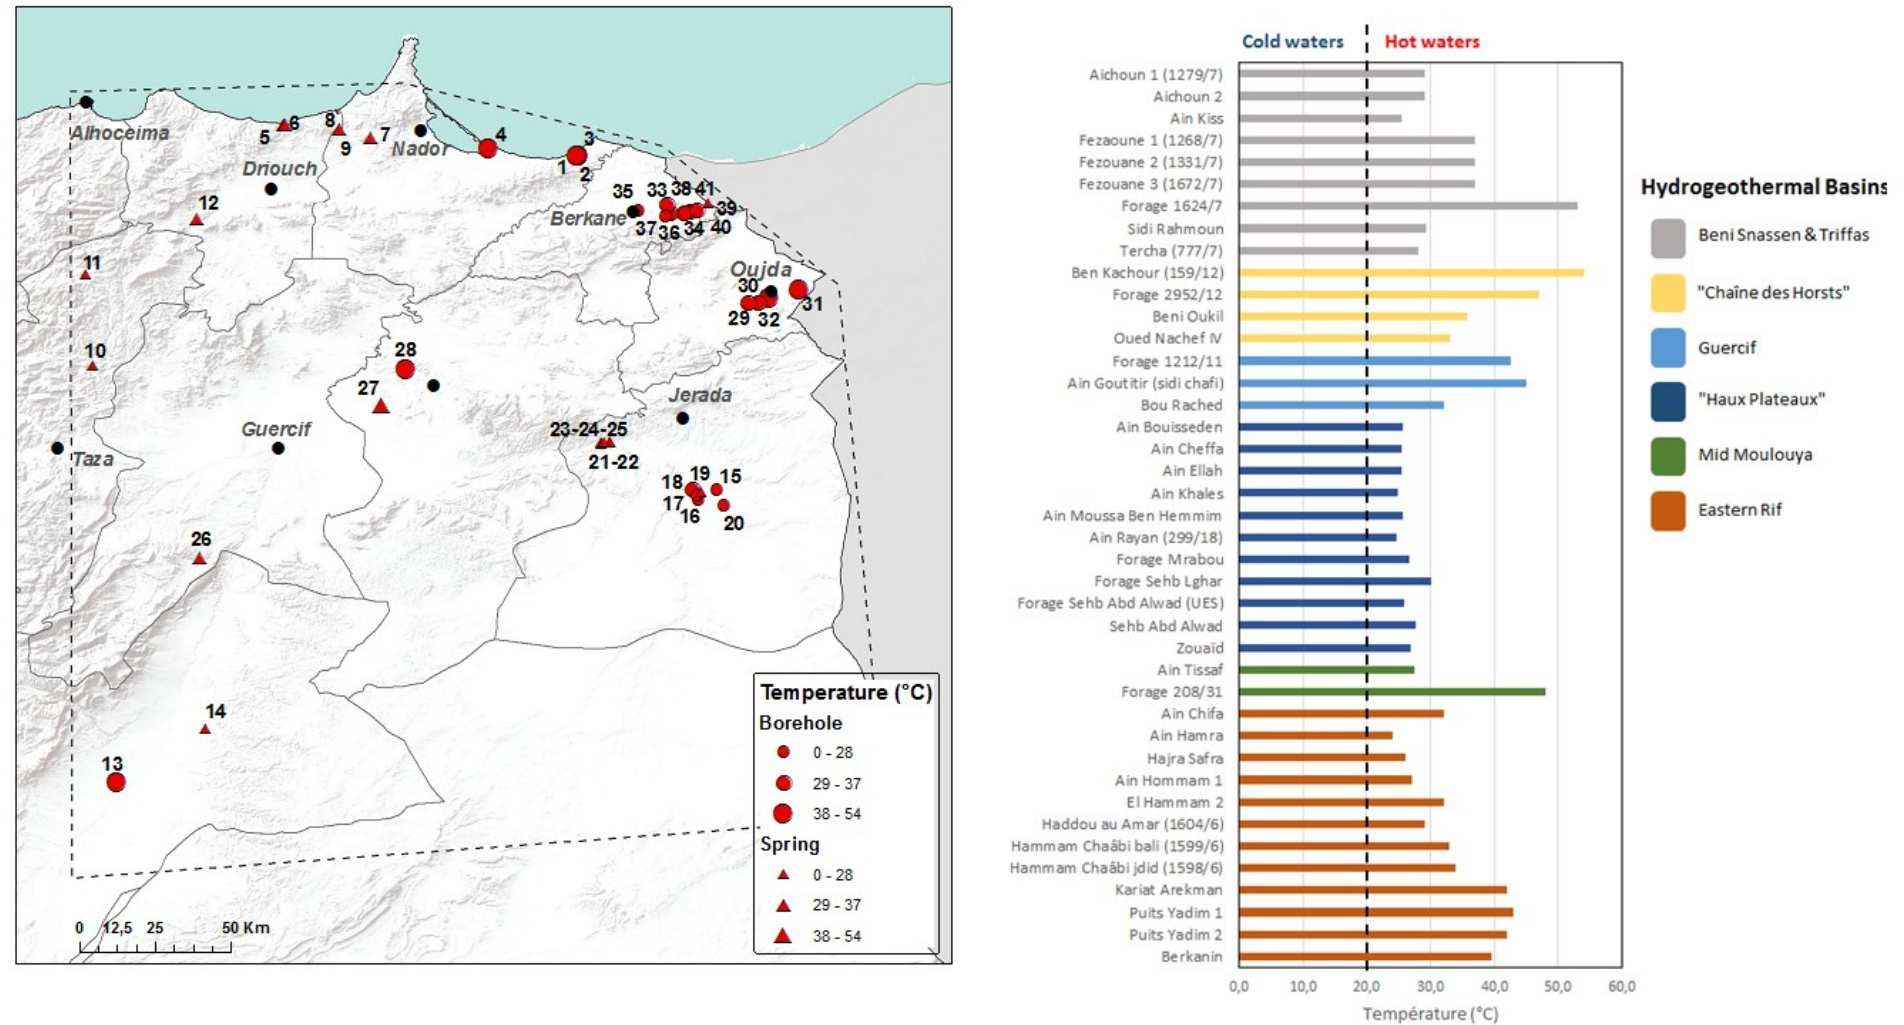 Alhoceima
5
6
8
9
7
Nador
4
3
1
2
Driouch
12
35
33
38
41
Berkane
39
37
36
34
40
11
Oujda
30
29
32
31
10
28
27
Jerada
Guercif
23-24-25
21-22
Taza
18
19
15
17
16
20
26
14
13
Temperature (°C)
Borehole
0 - 28
29 - 37
38 - 54
Spring
0 - 28
29 - 37
38 - 54
0 12,5 25 50 Km
Cold waters
Hot waters
Aichoun 1 (1279/7)
Aichoun 2
Ain Kiss
Fezaoune 1 (1268/7)
Fezouane 2 (1331/7)
Fezouane 3 (1672/7)
Forage 1624/7
Sidi Rahmoun
Tercha (777/7)
Ben Kachour (159/12)
Forage 2952/12
Beni Oukil
Oued Nachef IV
Forage 1212/11
Ain Goutitir (sidi chafi)
Bou Rached
Ain Bouisseden
Ain Cheffa
Ain Ellah
Ain Khales
Ain Moussa Ben Hemmim
Ain Rayan (299/18)
Forage Mrabou
Forage Sehb Lghar
Forage Sehb Abd Alwad (UES)
Sehb Abd Alwad
Zouaïd
Ain Tissaf
Forage 208/31
Ain Chifa
Ain Hamra
Hajra Safra
Ain Hommam 1
El Hammam 2
Haddou au Amar (1604/6)
Hammam Chaâbi bali (1599/6)
Hammam Chaâbi jdid (1598/6)
Kariat Arekman
Puits Yadim 1
Puits Yadim 2
Berkanin
0,0 10,0 20,0 30,0 40,0 50,0 60,0
Température (°C)
Hydrogeothermal Basins
Beni Snassen & Triffas
"Chaîne des Horsts"
Guercif
"Haux Plateaux"
Mid Moulouya
Eastern Rif